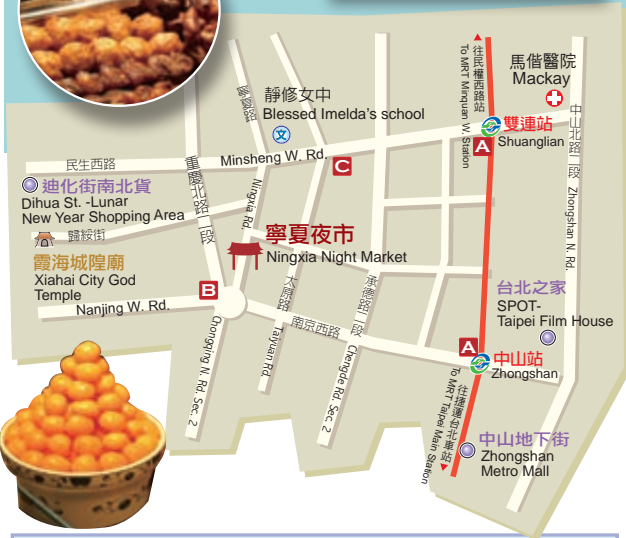 往民權西路站
To MRT Minquan W. Station
馬偕醫院
Mackay
靜修女中
Blessed Imelda's school
文
雙連站
Shuanglian
A
中山北路二段
Zhongshan N. Rd.
寧夏路
民生西路
Minsheng W. Rd.
C
重慶北路二段
Ningxia Rd.
迪化街南北貨
Dihua St. -Lunar
New Year Shopping Area
歸綏街
寧夏夜市
Ningxia Night Market
霞海城隍廟
Xiahai City God
Temple
B
Nanjing W. Rd.
太原路
承德路二段
南京西路
台北之家
SPOT-
Taipei Film House
A
中山站
Zhongshan
Chongqing N. Rd. Sec. 2
Taiyuan Rd.
Chengde Rd. Sec. 2
往捷運台北車站
To MRT Taipei Main Station
中山地下街
Zhongshan
Metro Mall